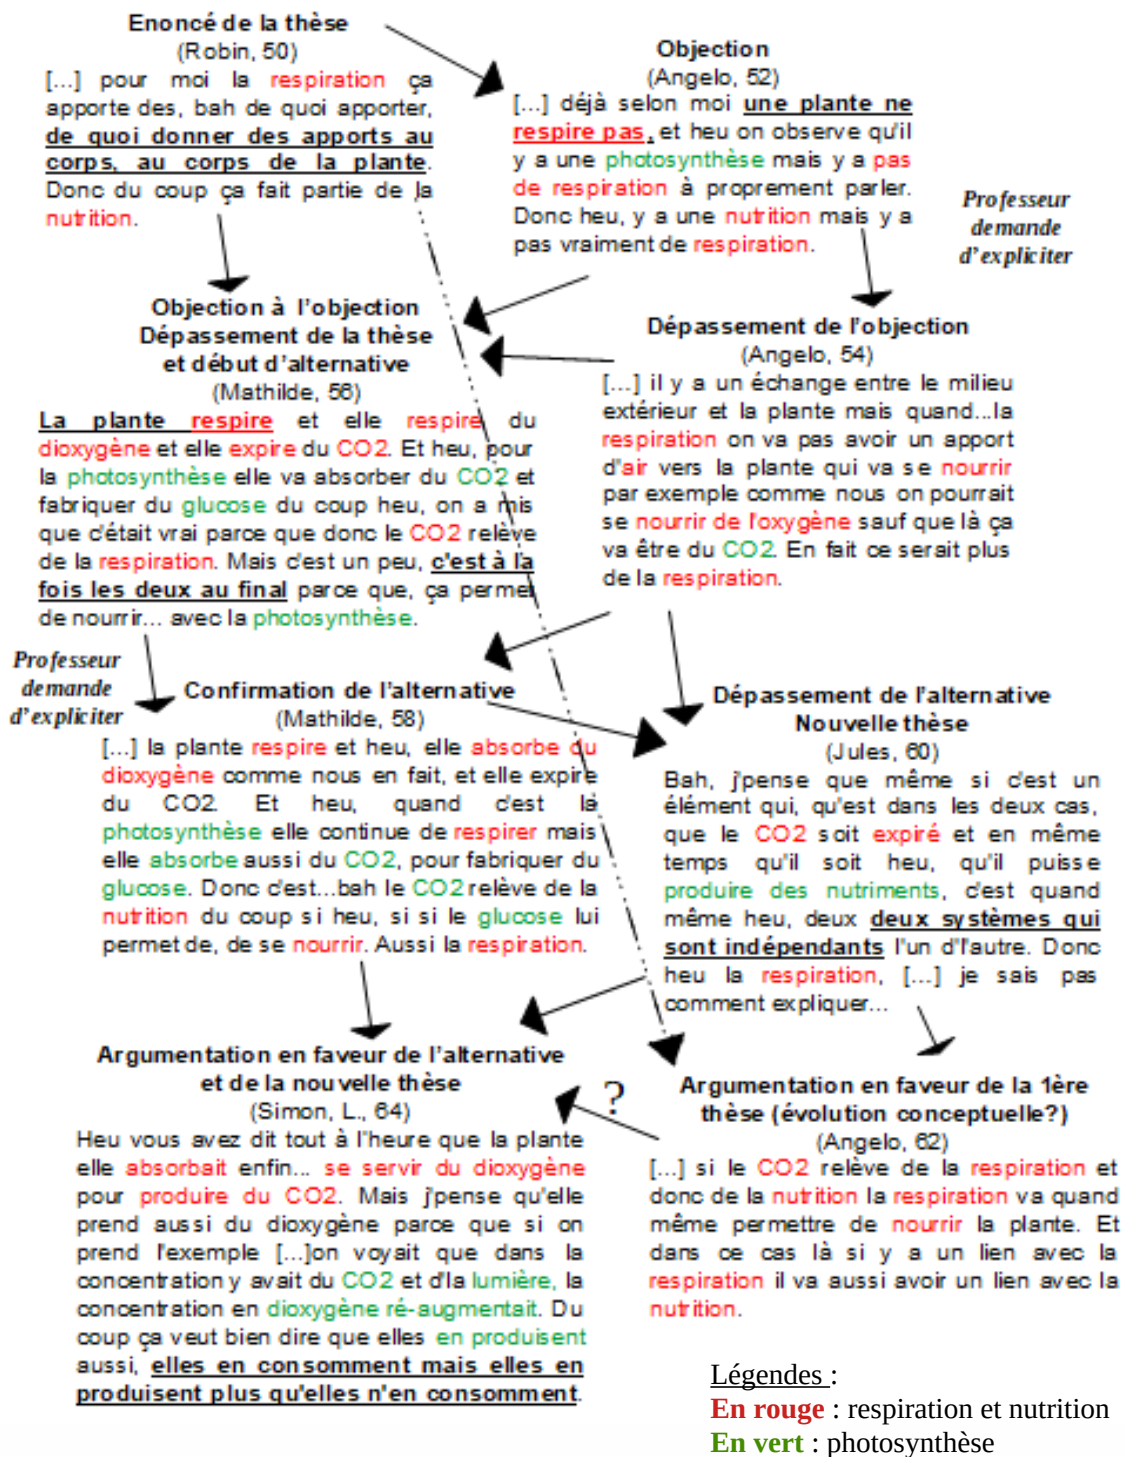 Enoncé de la thèse
(Robin, 50)
[...] pour moi la respiration ça
apporte des, bah de quoi apporter,
de quoi donner des apports au
corps, au corps de la plante.
Donc du coup ça fait partie de la
nutrition.
Objection
(Angelo, 52)
[...] déjà selon moi une plante ne
respire pas, et heu on observe qu'il
y a une photosynthèse mais y a pas
de respiration à proprement parler.
Donc heu, y a une nutrition mais y a
pas vraiment de respiration.
Professeur
demande
d'expliciter
Objection à l'objection
Dépassement de la thèse
et début d'alternative
(Mathilde, 56)
La plante respire et elle respire du
dioxygène et elle expire du CO2. Et heu, pour
la photosynthèse elle va absorber du CO2 et
fabriquer du glucose du coup heu, on a mis
que c'était vrai parce que donc le CO2 relève
de la respiration. Mais c'est un peu, c'est à la
fois les deux au final parce que, ça permet
de nourrir... avec la photosynthèse.
Dépassement de l'objection
(Angelo, 54)
[...] il y a un échange entre le milieu
extérieur et la plante mais quand...la
respiration on va pas avoir un apport
d'air vers la plante qui va se nourrir
par exemple comme nous on pourrait
se nourrir de l'oxygène sauf que là ça
va être du CO2. En fait ce serait plus
de la respiration.
Professeur
demande
d'expliciter
Confirmation de l'alternative
(Mathilde, 58)
[...] la plante respire et heu, elle absorbe du
dioxygène comme nous en fait, et elle expire
du CO2. Et heu, quand c'est la
photosynthèse elle continue de respirer mais
elle absorbe aussi du CO2, pour fabriquer du
glucose. Donc c'est...bah le CO2 relève de la
nutrition du coup si heu, si si le glucose lui
permet de, de se nourrir. Aussi la respiration.
Dépassement de l'alternative
Nouvelle thèse
(Jules, 60)
Bah, j'pense que même si c'est un
élément qui, qu'est dans les deux cas,
que le CO2 soit expiré et en même
temps qu'il soit heu, qu'il puisse
produire des nutriments, c'est quand
même heu, deux deux systèmes qui
sont indépendants l'un d'l'autre. Donc
heu la respiration, [...] je sais pas
comment expliquer...
Argumentation en faveur de l'alternative
et de la nouvelle thèse
(Simon, L., 64)
Heu vous avez dit tout à l'heure que la plante
elle absorbait enfin... se servir du dioxygène
pour produire du CO2. Mais j'pense qu'elle
prend aussi du dioxygène parce que si on
prend l'exemple [...]on voyait que dans la
concentration y avait du CO2 et d'la lumière, la
concentration en dioxygène ré-augmentait. Du
coup ça veut bien dire que elles en produisent
aussi, elles en consomment mais elles en
produisent plus qu'elles n'en consomment.
?
Argumentation en faveur de la 1ère
thèse (évolution conceptuelle?)
(Angelo, 62)
[...] si le CO2 relève de la respiration et
donc de la nutrition la respiration va quand
même permettre de nourrir la plante. Et
dans ce cas là si y a un lien avec la
respiration il va aussi avoir un lien avec la
nutrition.
Légendes :
En rouge : respiration et nutrition
En vert : photosynthèse